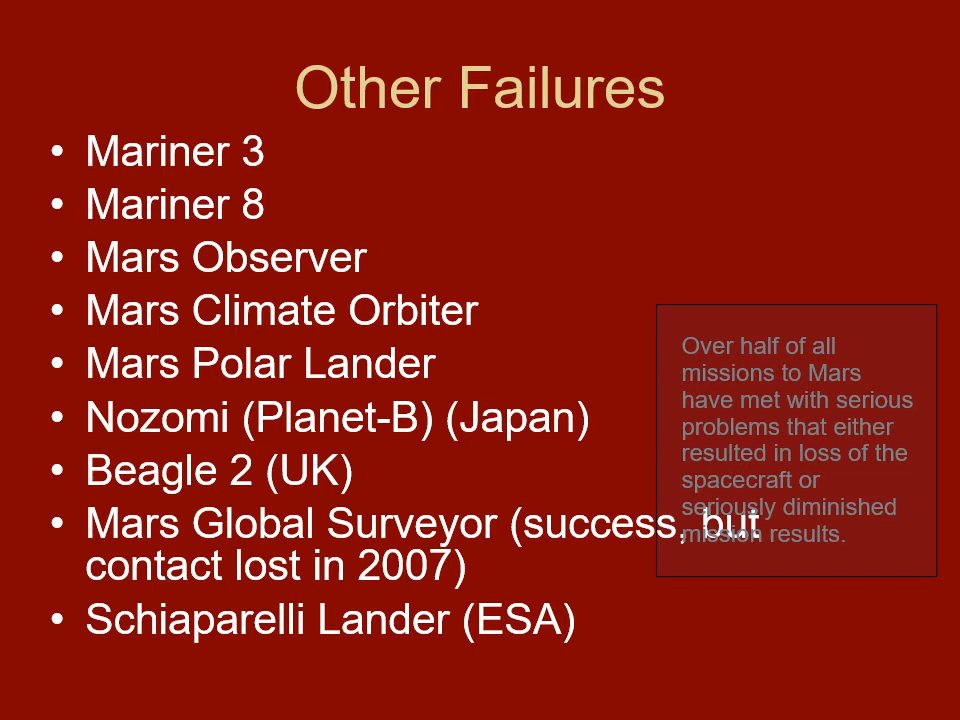 Other Failures
• Mariner 3
• Mariner 8
• Mars Observer
• Mars Climate Orbiter
• Mars Polar Lander
• Nozomi (Planet-B) (Japan)
• Beagle 2 (UK)
• Mars Global Surveyor (success, but
contact lost in 2007)
• Schiaparelli Lander (ESA)
Over half of all
missions to Mars
have met with serious
problems that either
resulted in loss of the
spacecraft or
seriously diminished
mission results.